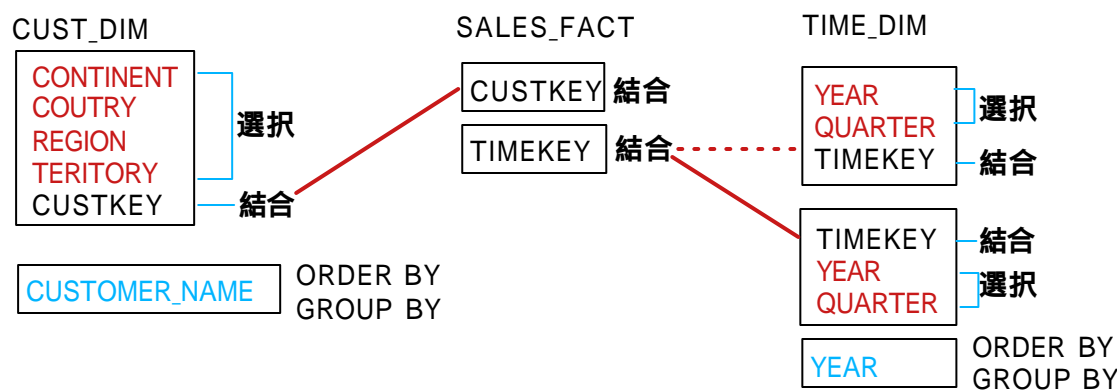 CUST_DIM
CONTINENT
COUTRY
REGION
TERITORY
CUSTKEY
選択
結合
CUSTOMER_NAME
ORDER BY
GROUP BY
SALES_FACT
CUSTKEY 結合
TIMEKEY 結合
TIME_DIM
YEAR
QUARTER
TIMEKEY
選択
結合
TIMEKEY
YEAR
QUARTER
結合
選択
YEAR
ORDER BY
GROUP BY